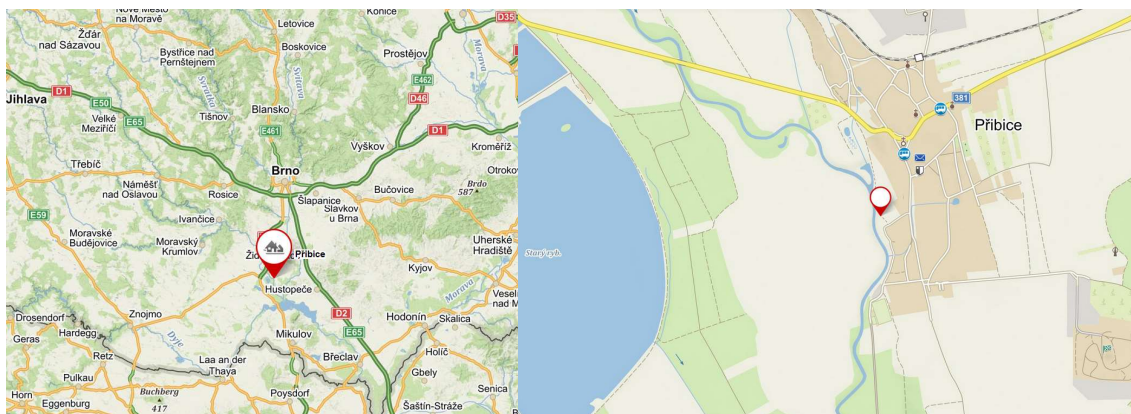 Nové Město
na Moravě
Letovice
Konice
D35
Žďár
nad Sázavou
Bystřice nad
Pernštejnem
Boskovice
Prostějov
Morava
Svratka
Svitava
E462
D1
Jihlava
E50
Blansko
D46
Velké
Meziříčí
E65
Tišnov
E461
D1
Vyškov
Kroměříž
Třebíč
Brno
Otroko
Náměšť
nad Oslavou
Rosice
Bučovice
Brdo
587
Šlapanice
Slavkov
u Brna
E59
Ivančice
Moravské
Budějovice
Moravský
Krumlov
Uherské
Hradiště
Přibice
Kyjov
Hustopeče
Morava
Vesel
nad M
Znojmo
D2
Drosendorf
Hardegg
Dyje
Mikulov
E65
Hodonín
Skalica
Geras
Retz
Laa an der
Thaya
Břeclav
Holíč
Pulkau
Gbely
Senica
Horn
Buchberg
417
Poysdorf
Eggenburg
Šaštín-Stráže
381
Přibice
Starý ryb.